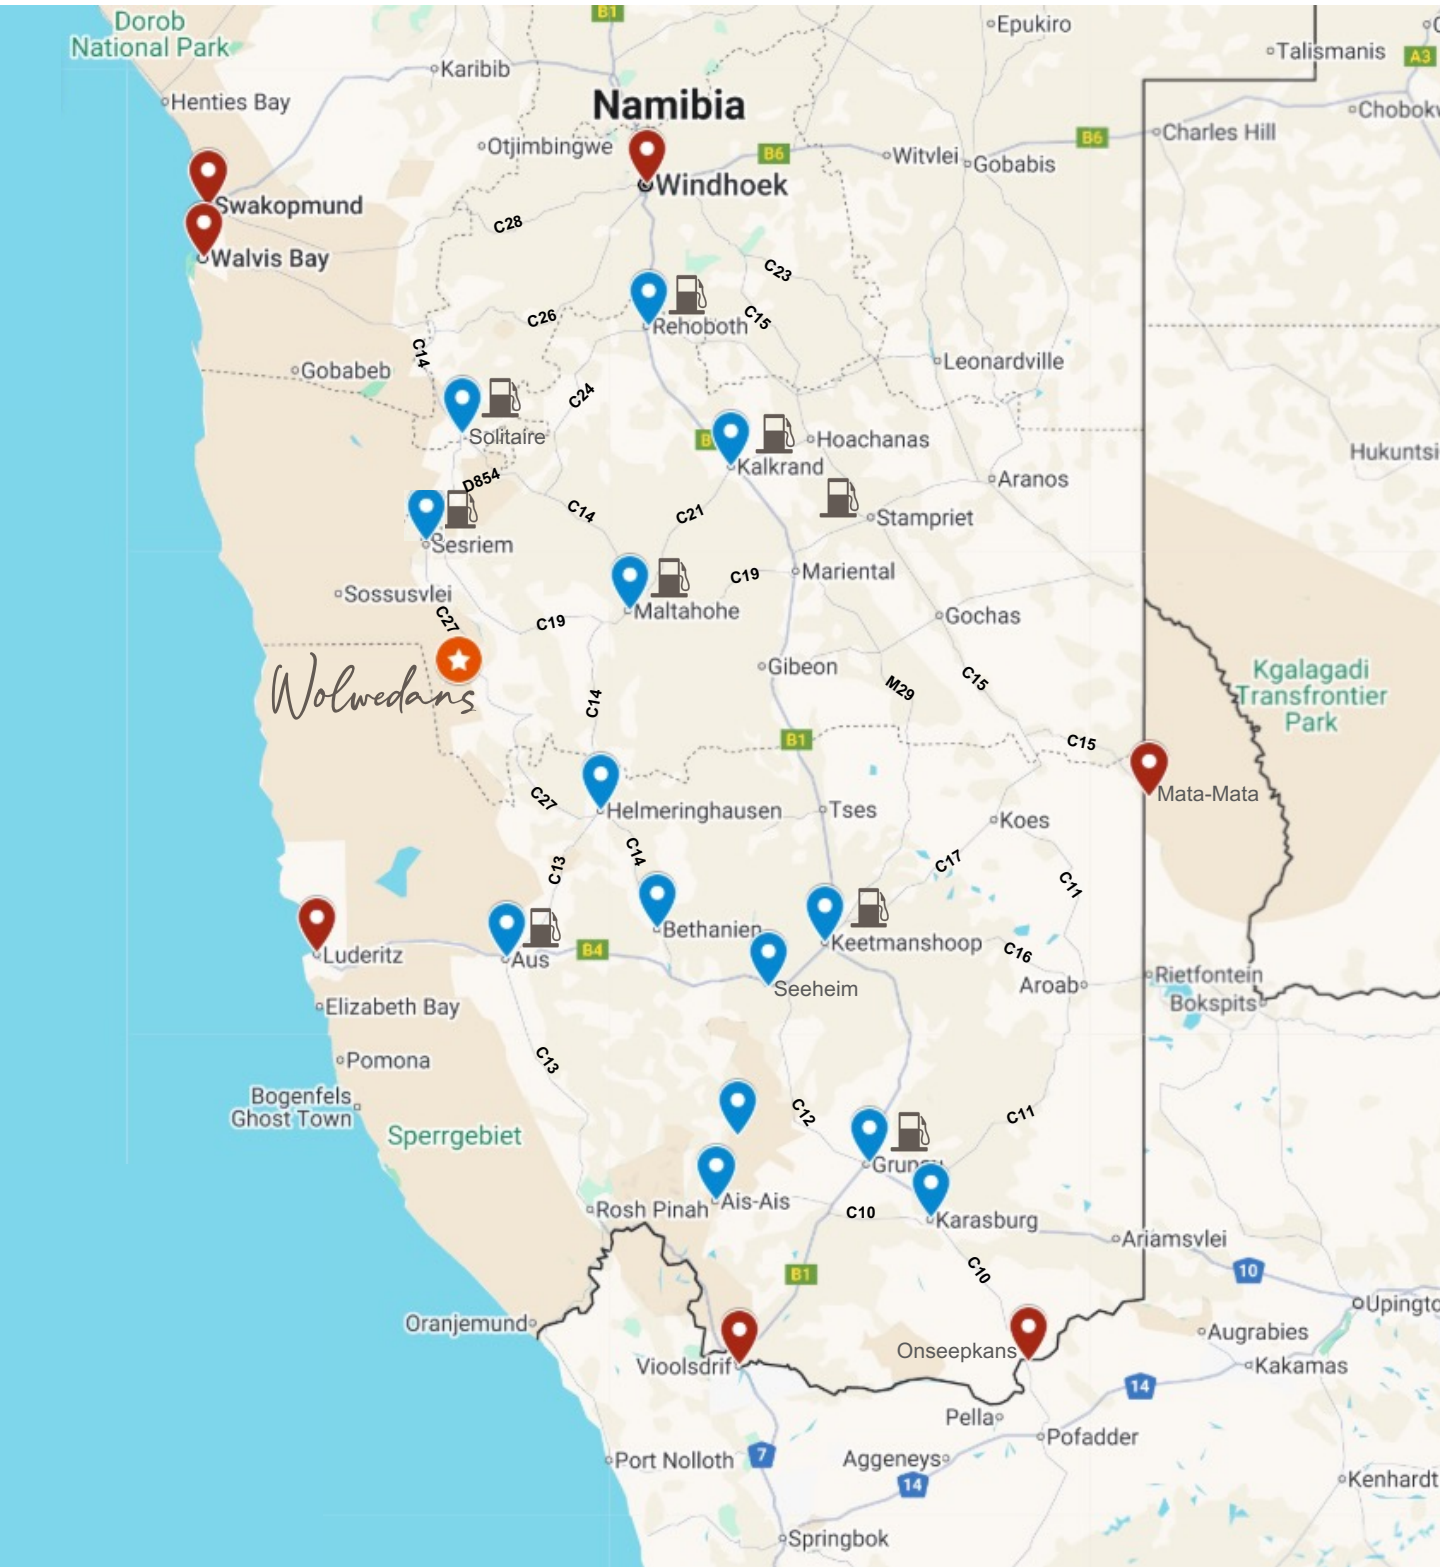 Dorob
National Park
B1
Epukiro
Talismanis
A3
Karibib
Henties Bay
Namibia
Charles Hill
B6
B6
Otjimbingwe
Witvlei
Gobabis
Windhoek
Swakopmund
C28
Walvis Bay
C23
C26
C15
Rehoboth
C14
Gobabeb
Leonardville
C24
Solitaire
Hoachanas
Kalkrand
Aranos
D854
C14
C21
Stampriet
Sesriem
Mariental
C19
Sossusvlei
Maltahohe
Gochas
C27
C19
Gibeon
Kgalagadi
Transfrontier
Park
Wolwedans
C14
M29
C15
B1
C15
Mata-Mata
C27
Helmeringhausen
Tses
Koes
C14
C13
C17
C11
Bethanien
Keetmanshoop
Luderitz
Aus
B4
C16
Seeheim
Aroab
Rietfontein
Bokspits
Elizabeth Bay
Pomona
C13
Bogenfels
Ghost Town
Sperrgebiet
C12
C11
Ais-Ais
Rosh Pinah
C10
Karasburg
Ariamsvlei
C10
10
B1
Oranjemund
Onseepkans
Augrabies
Vioolsdrif
Kakamas
14
Pella
Pofadder
7
Port Nolloth
Aggeneys
14
Kenhardt
Springbok